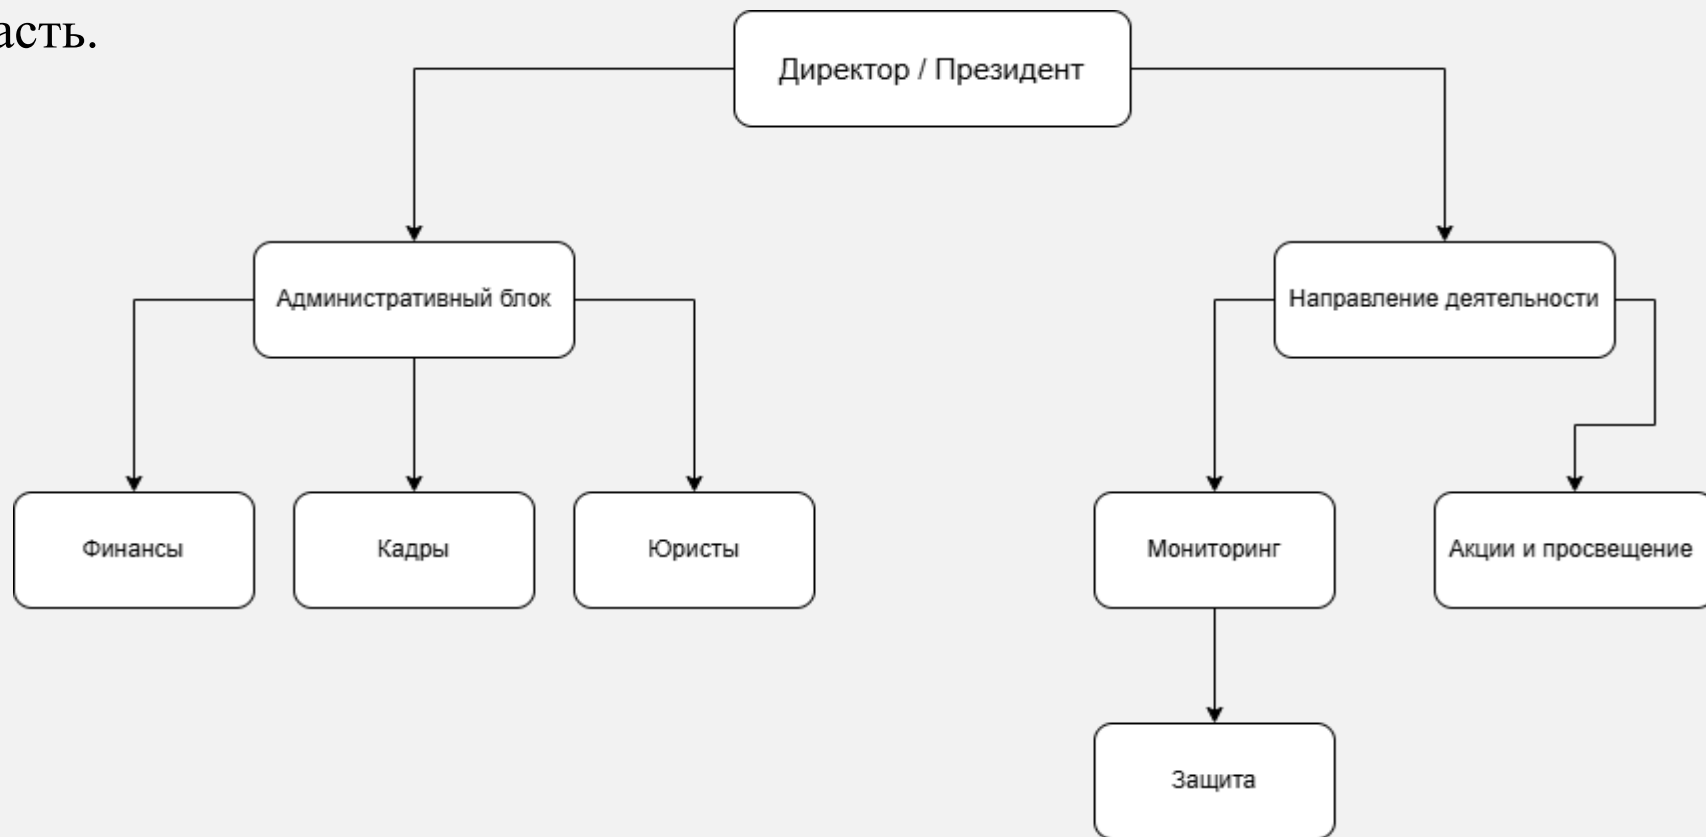 асть.
Директор / Президент
Административный блок
Направление деятельности
Финансы
Кадры
Юристы
Мониторинг
Акции и просвещение
Защита